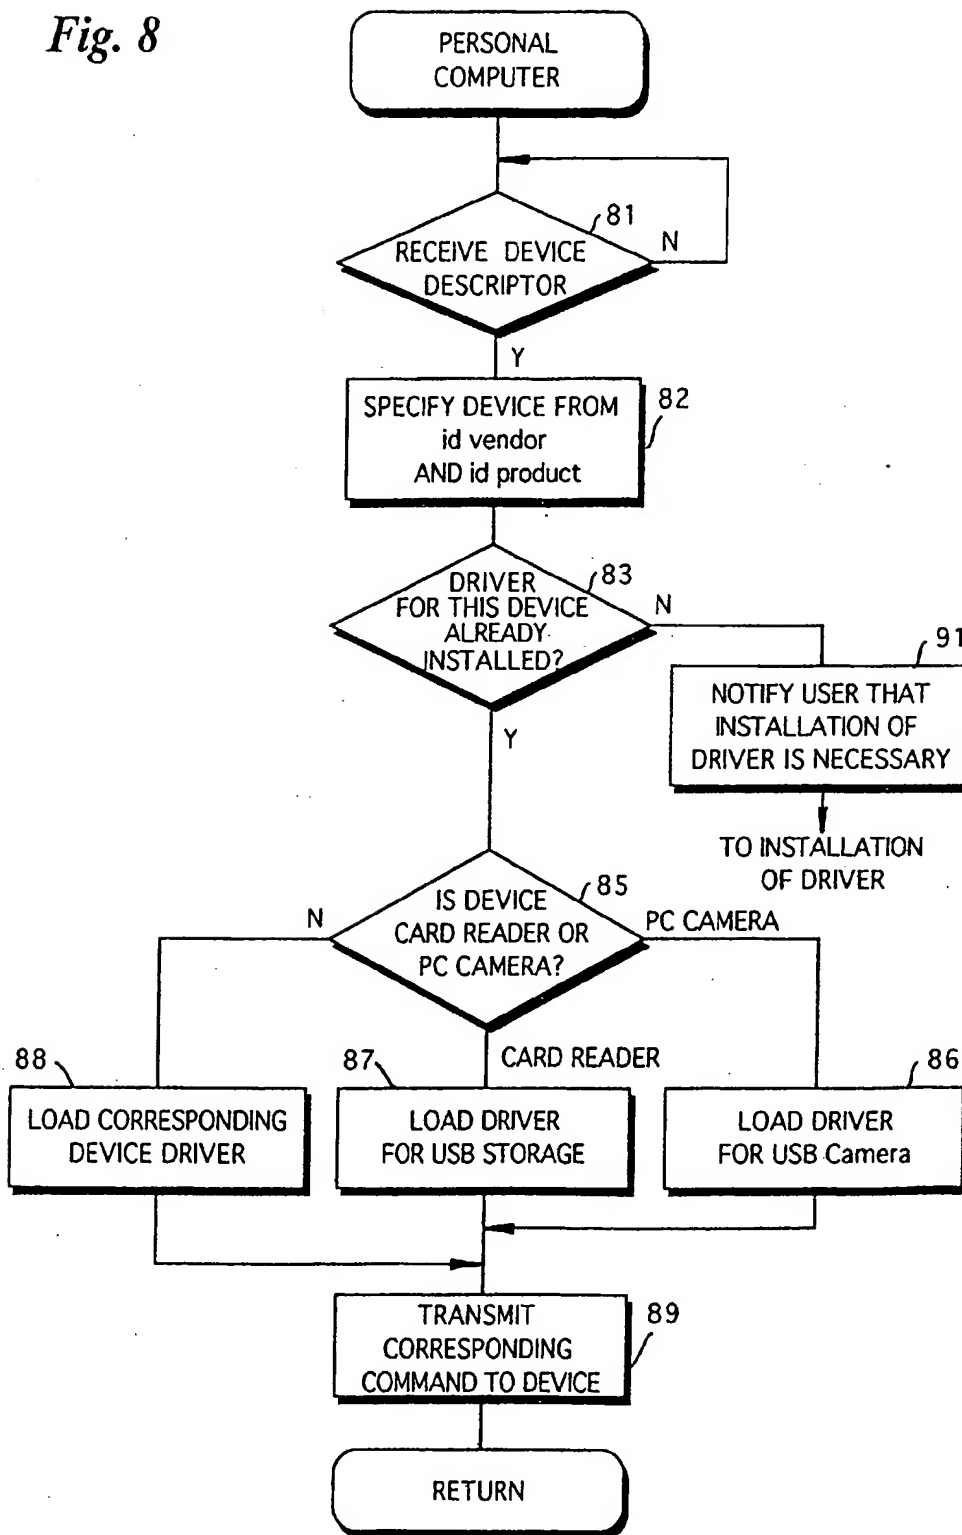 Fig. 8
PERSONAL
COMPUTER
81
RECEIVE DEVICE
DESCRIPTOR
N
Y
SPECIFY DEVICE FROM
id vendor
AND id product
82
DRIVER
FOR THIS DEVICE
ALREADY
INSTALLED?
83
N
Y
91
NOTIFY USER THAT
INSTALLATION OF
DRIVER IS NECESSARY
TO INSTALLATION
OF DRIVER
IS DEVICE
CARD READER OR
PC CAMERA?
85
N
PC CAMERA
CARD READER
88
LOAD CORRESPONDING
DEVICE DRIVER
87
LOAD DRIVER
FOR USB STORAGE
86
LOAD DRIVER
FOR USB Camera
TRANSMIT
CORRESPONDING
COMMAND TO DEVICE
89
RETURN